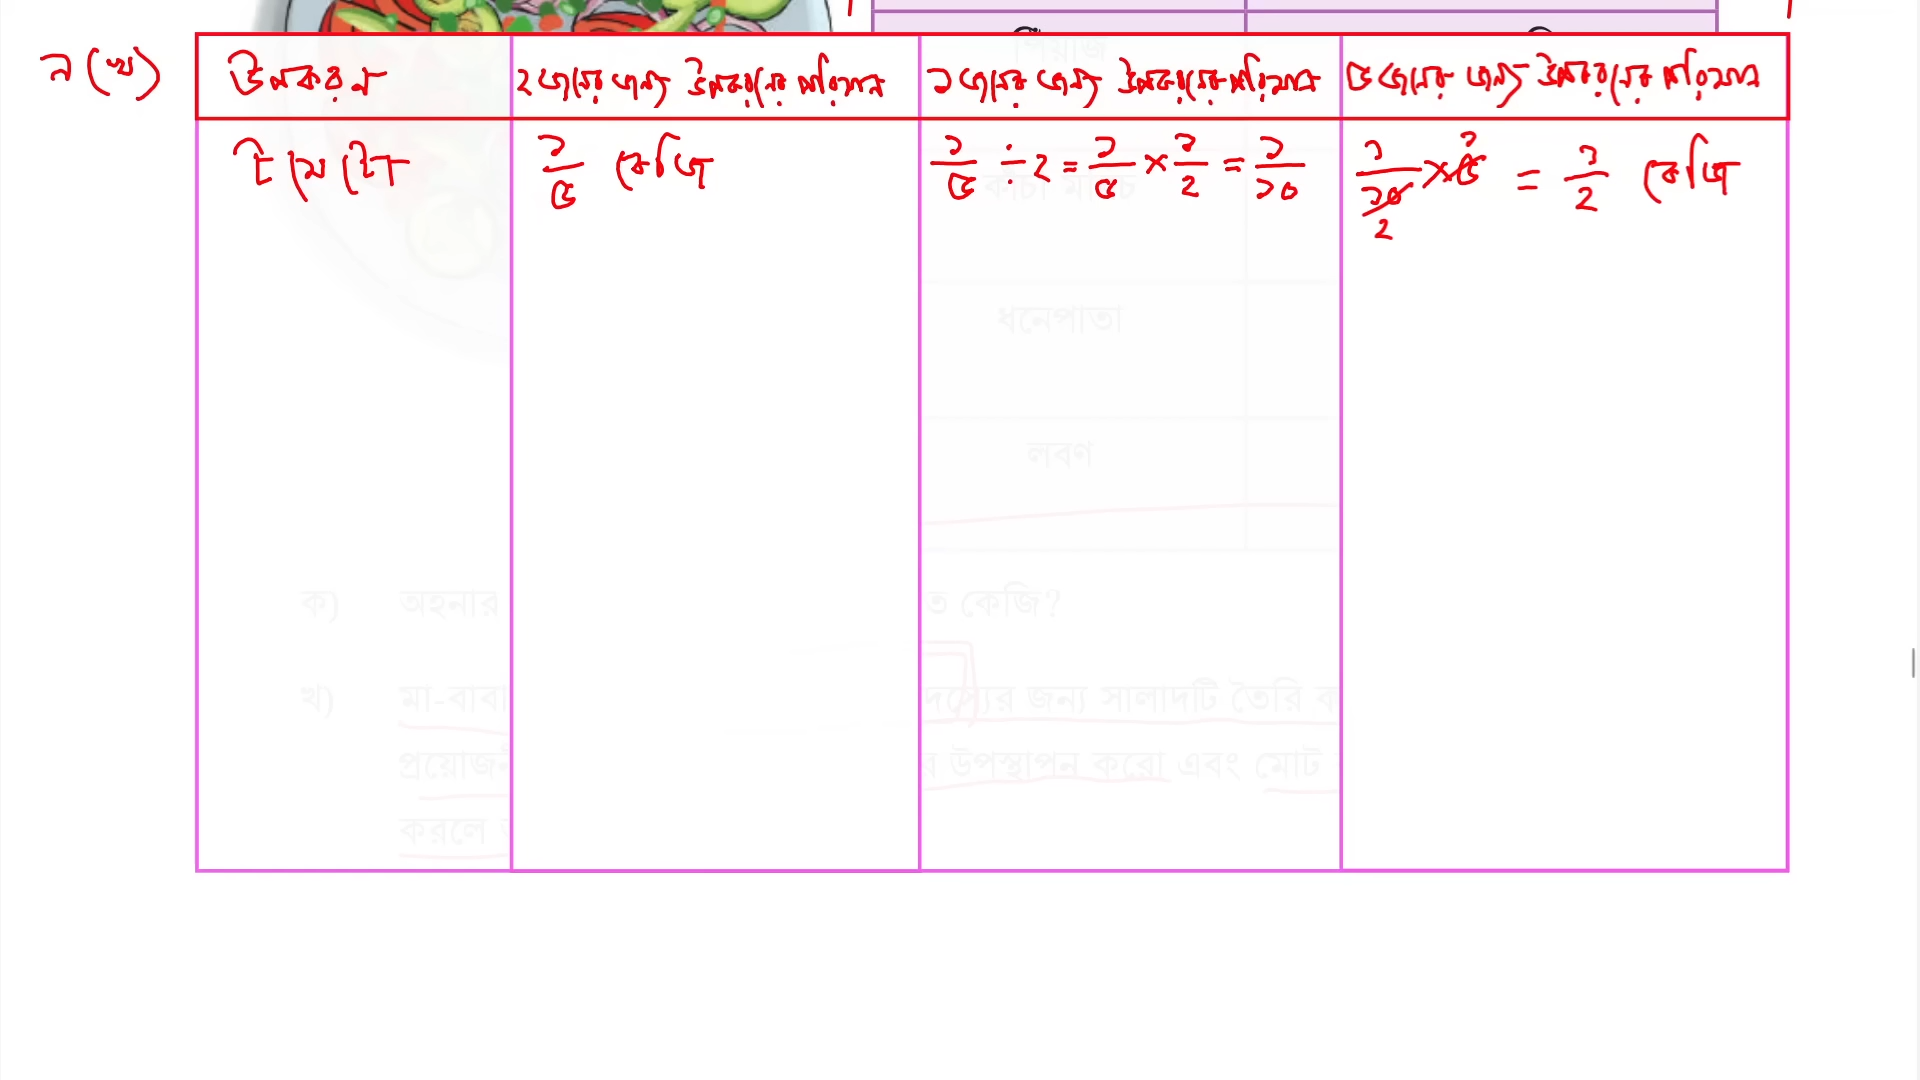 ৯(খ)
উপকরণ ২ জনের জন্য উপকরণের পরিমাণ ১ জনের জন্য উপকরণের পরিমাণ ৫ জনের জন্য উপকরণের পরিমাণ
টমেটো ১/৫ কেজি ১/৫ ÷ ২ = ১/৫ × ১/২ = ১/১০ ১/১০ × ৫ = ১/২ কেজি
ধনেপাতা
লবণ
ক) অহনার ত কেজি?
খ) মা-বাবা দস্যের জন্য সালাদটি তৈরি ব
প্রয়োজন র উপস্থাপন করো এবং মোট
করলে